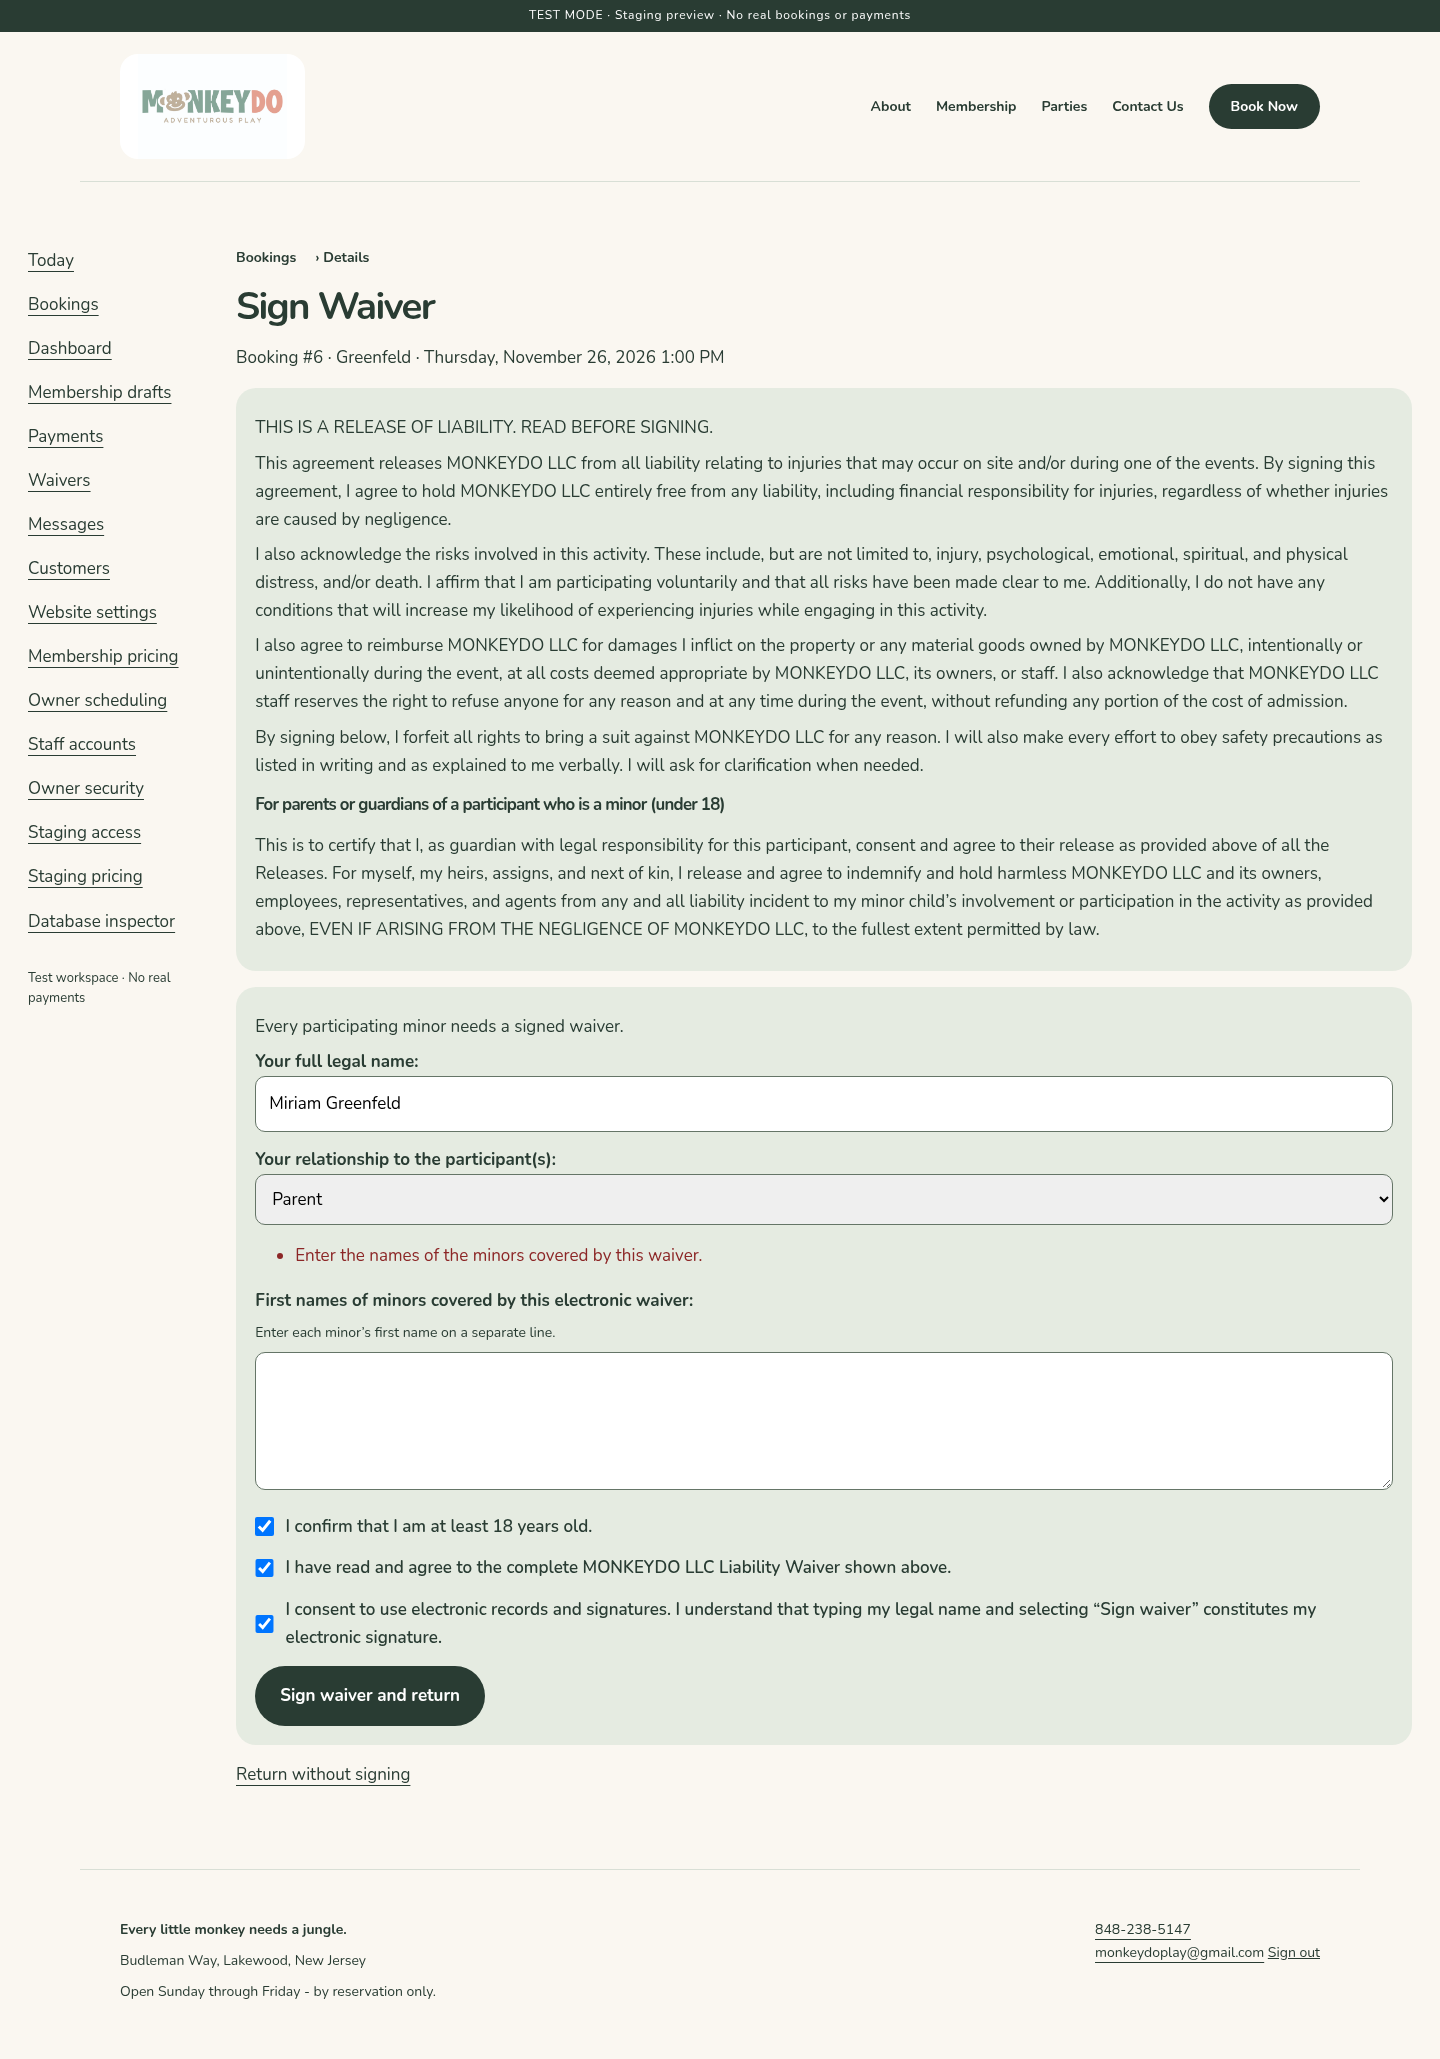 TEST MODE · Staging preview · No real bookings or payments
MONKEYDO
ADVENTUROUS PLAY
About
Membership
Parties
Contact Us
Book Now
Today
Bookings
Dashboard
Membership drafts
Payments
Waivers
Messages
Customers
Website settings
Membership pricing
Owner scheduling
Staff accounts
Owner security
Staging access
Staging pricing
Database inspector
Test workspace · No real
payments
Bookings › Details
Sign Waiver
Booking #6 · Greenfeld · Thursday, November 26, 2026 1:00 PM
THIS IS A RELEASE OF LIABILITY. READ BEFORE SIGNING.
This agreement releases MONKEYDO LLC from all liability relating to injuries that may occur on site and/or during one of the events. By signing this
agreement, I agree to hold MONKEYDO LLC entirely free from any liability, including financial responsibility for injuries, regardless of whether injuries
are caused by negligence.
I also acknowledge the risks involved in this activity. These include, but are not limited to, injury, psychological, emotional, spiritual, and physical
distress, and/or death. I affirm that I am participating voluntarily and that all risks have been made clear to me. Additionally, I do not have any
conditions that will increase my likelihood of experiencing injuries while engaging in this activity.
I also agree to reimburse MONKEYDO LLC for damages I inflict on the property or any material goods owned by MONKEYDO LLC, intentionally or
unintentionally during the event, at all costs deemed appropriate by MONKEYDO LLC, its owners, or staff. I also acknowledge that MONKEYDO LLC
staff reserves the right to refuse anyone for any reason and at any time during the event, without refunding any portion of the cost of admission.
By signing below, I forfeit all rights to bring a suit against MONKEYDO LLC for any reason. I will also make every effort to obey safety precautions as
listed in writing and as explained to me verbally. I will ask for clarification when needed.
For parents or guardians of a participant who is a minor (under 18)
This is to certify that I, as guardian with legal responsibility for this participant, consent and agree to their release as provided above of all the
Releases. For myself, my heirs, assigns, and next of kin, I release and agree to indemnify and hold harmless MONKEYDO LLC and its owners,
employees, representatives, and agents from any and all liability incident to my minor child’s involvement or participation in the activity as provided
above, EVEN IF ARISING FROM THE NEGLIGENCE OF MONKEYDO LLC, to the fullest extent permitted by law.
Every participating minor needs a signed waiver.
Your full legal name:
Miriam Greenfeld
Your relationship to the participant(s):
Parent
Enter the names of the minors covered by this waiver.
First names of minors covered by this electronic waiver:
Enter each minor’s first name on a separate line.
I confirm that I am at least 18 years old.
I have read and agree to the complete MONKEYDO LLC Liability Waiver shown above.
I consent to use electronic records and signatures. I understand that typing my legal name and selecting “Sign waiver” constitutes my
electronic signature.
Sign waiver and return
Return without signing
Every little monkey needs a jungle.
Budleman Way, Lakewood, New Jersey
Open Sunday through Friday - by reservation only.
848-238-5147
monkeydoplay@gmail.com Sign out